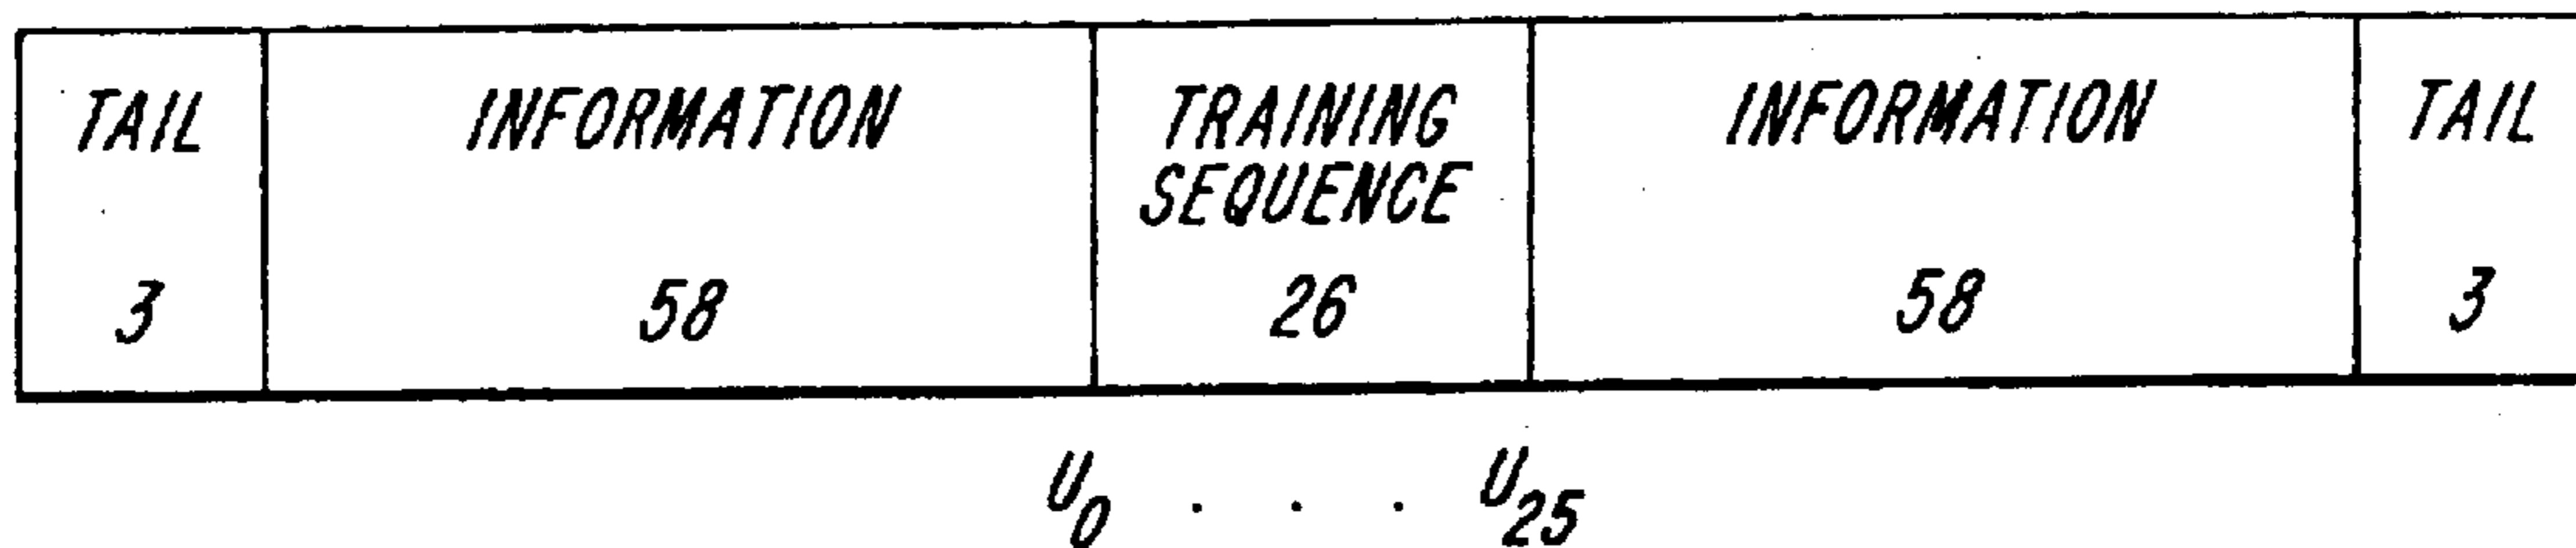 TAIL INFORMATION TRAINING SEQUENCE INFORMATION TAIL
3 58 26 58 3
U0 . . . U25